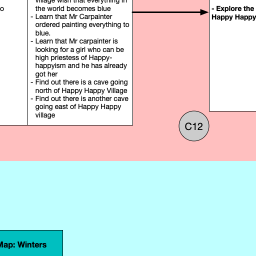 o
village wish that everything in
the world becomes blue
- Learn that Mr Carpainter
ordered painting everything to
blue.
- Learn that Mr carpainter is
looking for a girl who can be
high priestess of Happy-
happyism and he has already
got her
- Find out there is a cave going
north of Happy Happy Village
- Find out there is another cave
going east of Happy Happy
village
- Explore the
Happy Happy
C12
Map: Winters